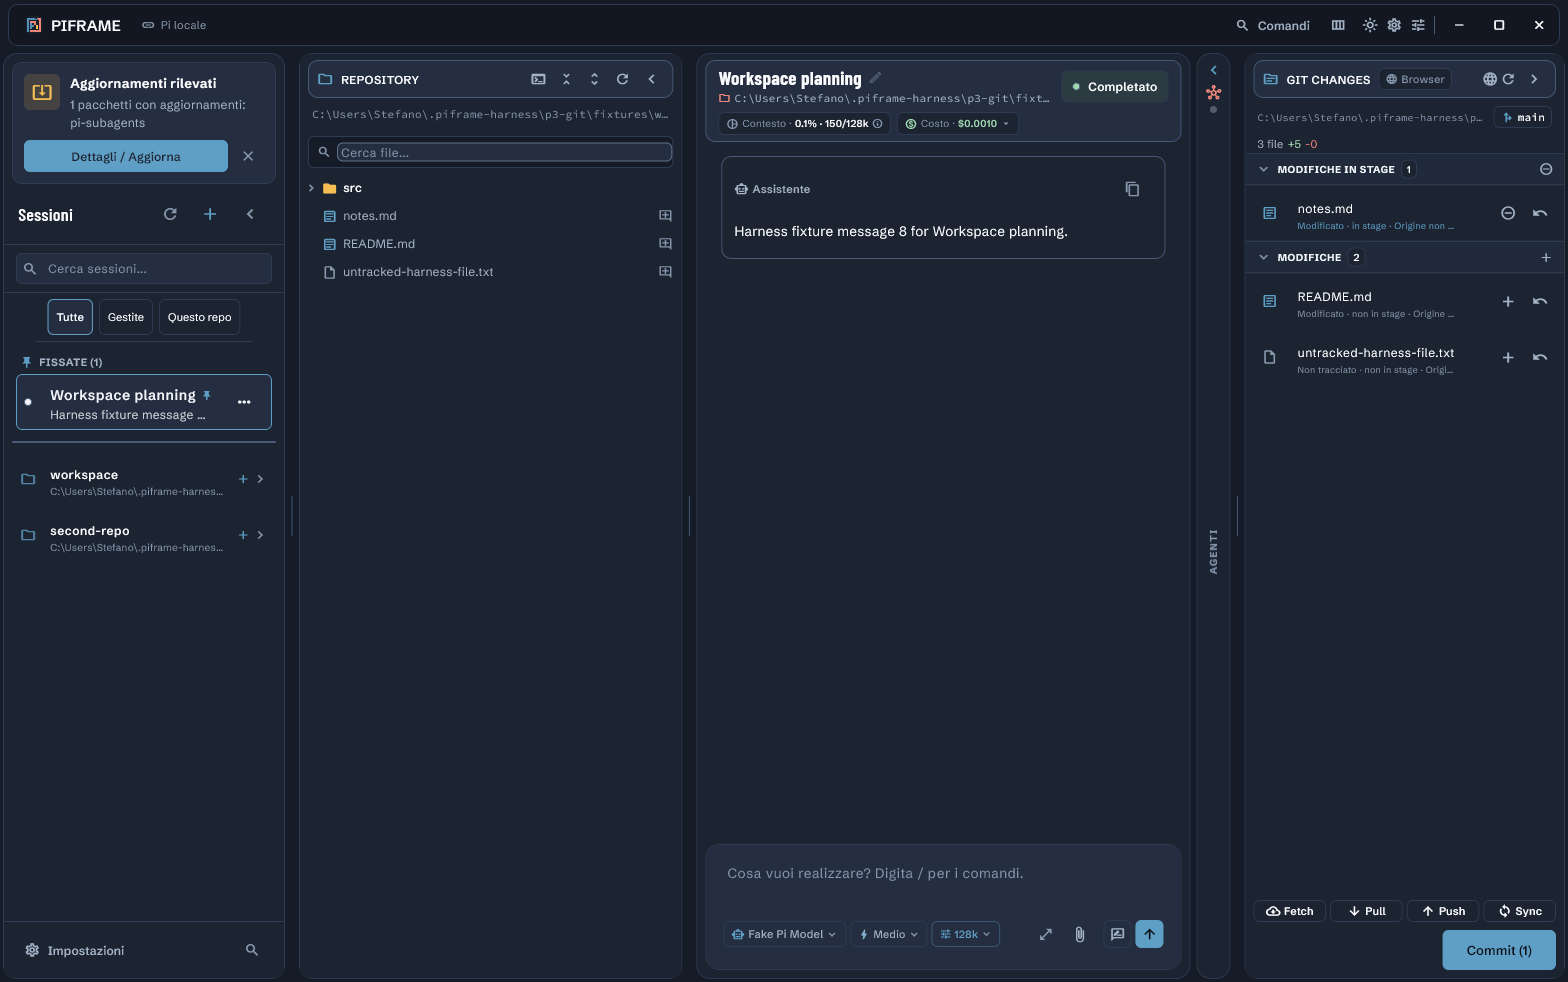 PIFRAME
Pi locale
Comandi
Aggiornamenti rilevati
1 pacchetti con aggiornamenti:
pi-subagents
Dettagli / Aggiorna
Sessioni
Cerca sessioni...
Tutte
Gestite
Questo repo
FISSATE (1)
Workspace planning
Harness fixture message ...
workspace
C:\Users\Stefano\.piframe-harnes...
second-repo
C:\Users\Stefano\.piframe-harnes...
Impostazioni
REPOSITORY
C:\Users\Stefano\.piframe-harness\p3-git\fixtures\w...
Cerca file...
src
notes.md
README.md
untracked-harness-file.txt
Workspace planning
C:\Users\Stefano\.piframe-harness\p3-git\fixt...
Completato
Contesto · 0.1% · 150/128k
Costo · $0.0010
Assistente
Harness fixture message 8 for Workspace planning.
Cosa vuoi realizzare? Digita / per i comandi.
Fake Pi Model
Medio
128k
AGENTI
GIT CHANGES
Browser
C:\Users\Stefano\.piframe-harness\p...
main
3 file +5 -0
MODIFICHE IN STAGE 1
notes.md
Modificato · in stage · Origine non ...
MODIFICHE 2
README.md
Modificato · non in stage · Origine ...
untracked-harness-file.txt
Non tracciato · non in stage · Origi...
Fetch
Pull
Push
Sync
Commit (1)